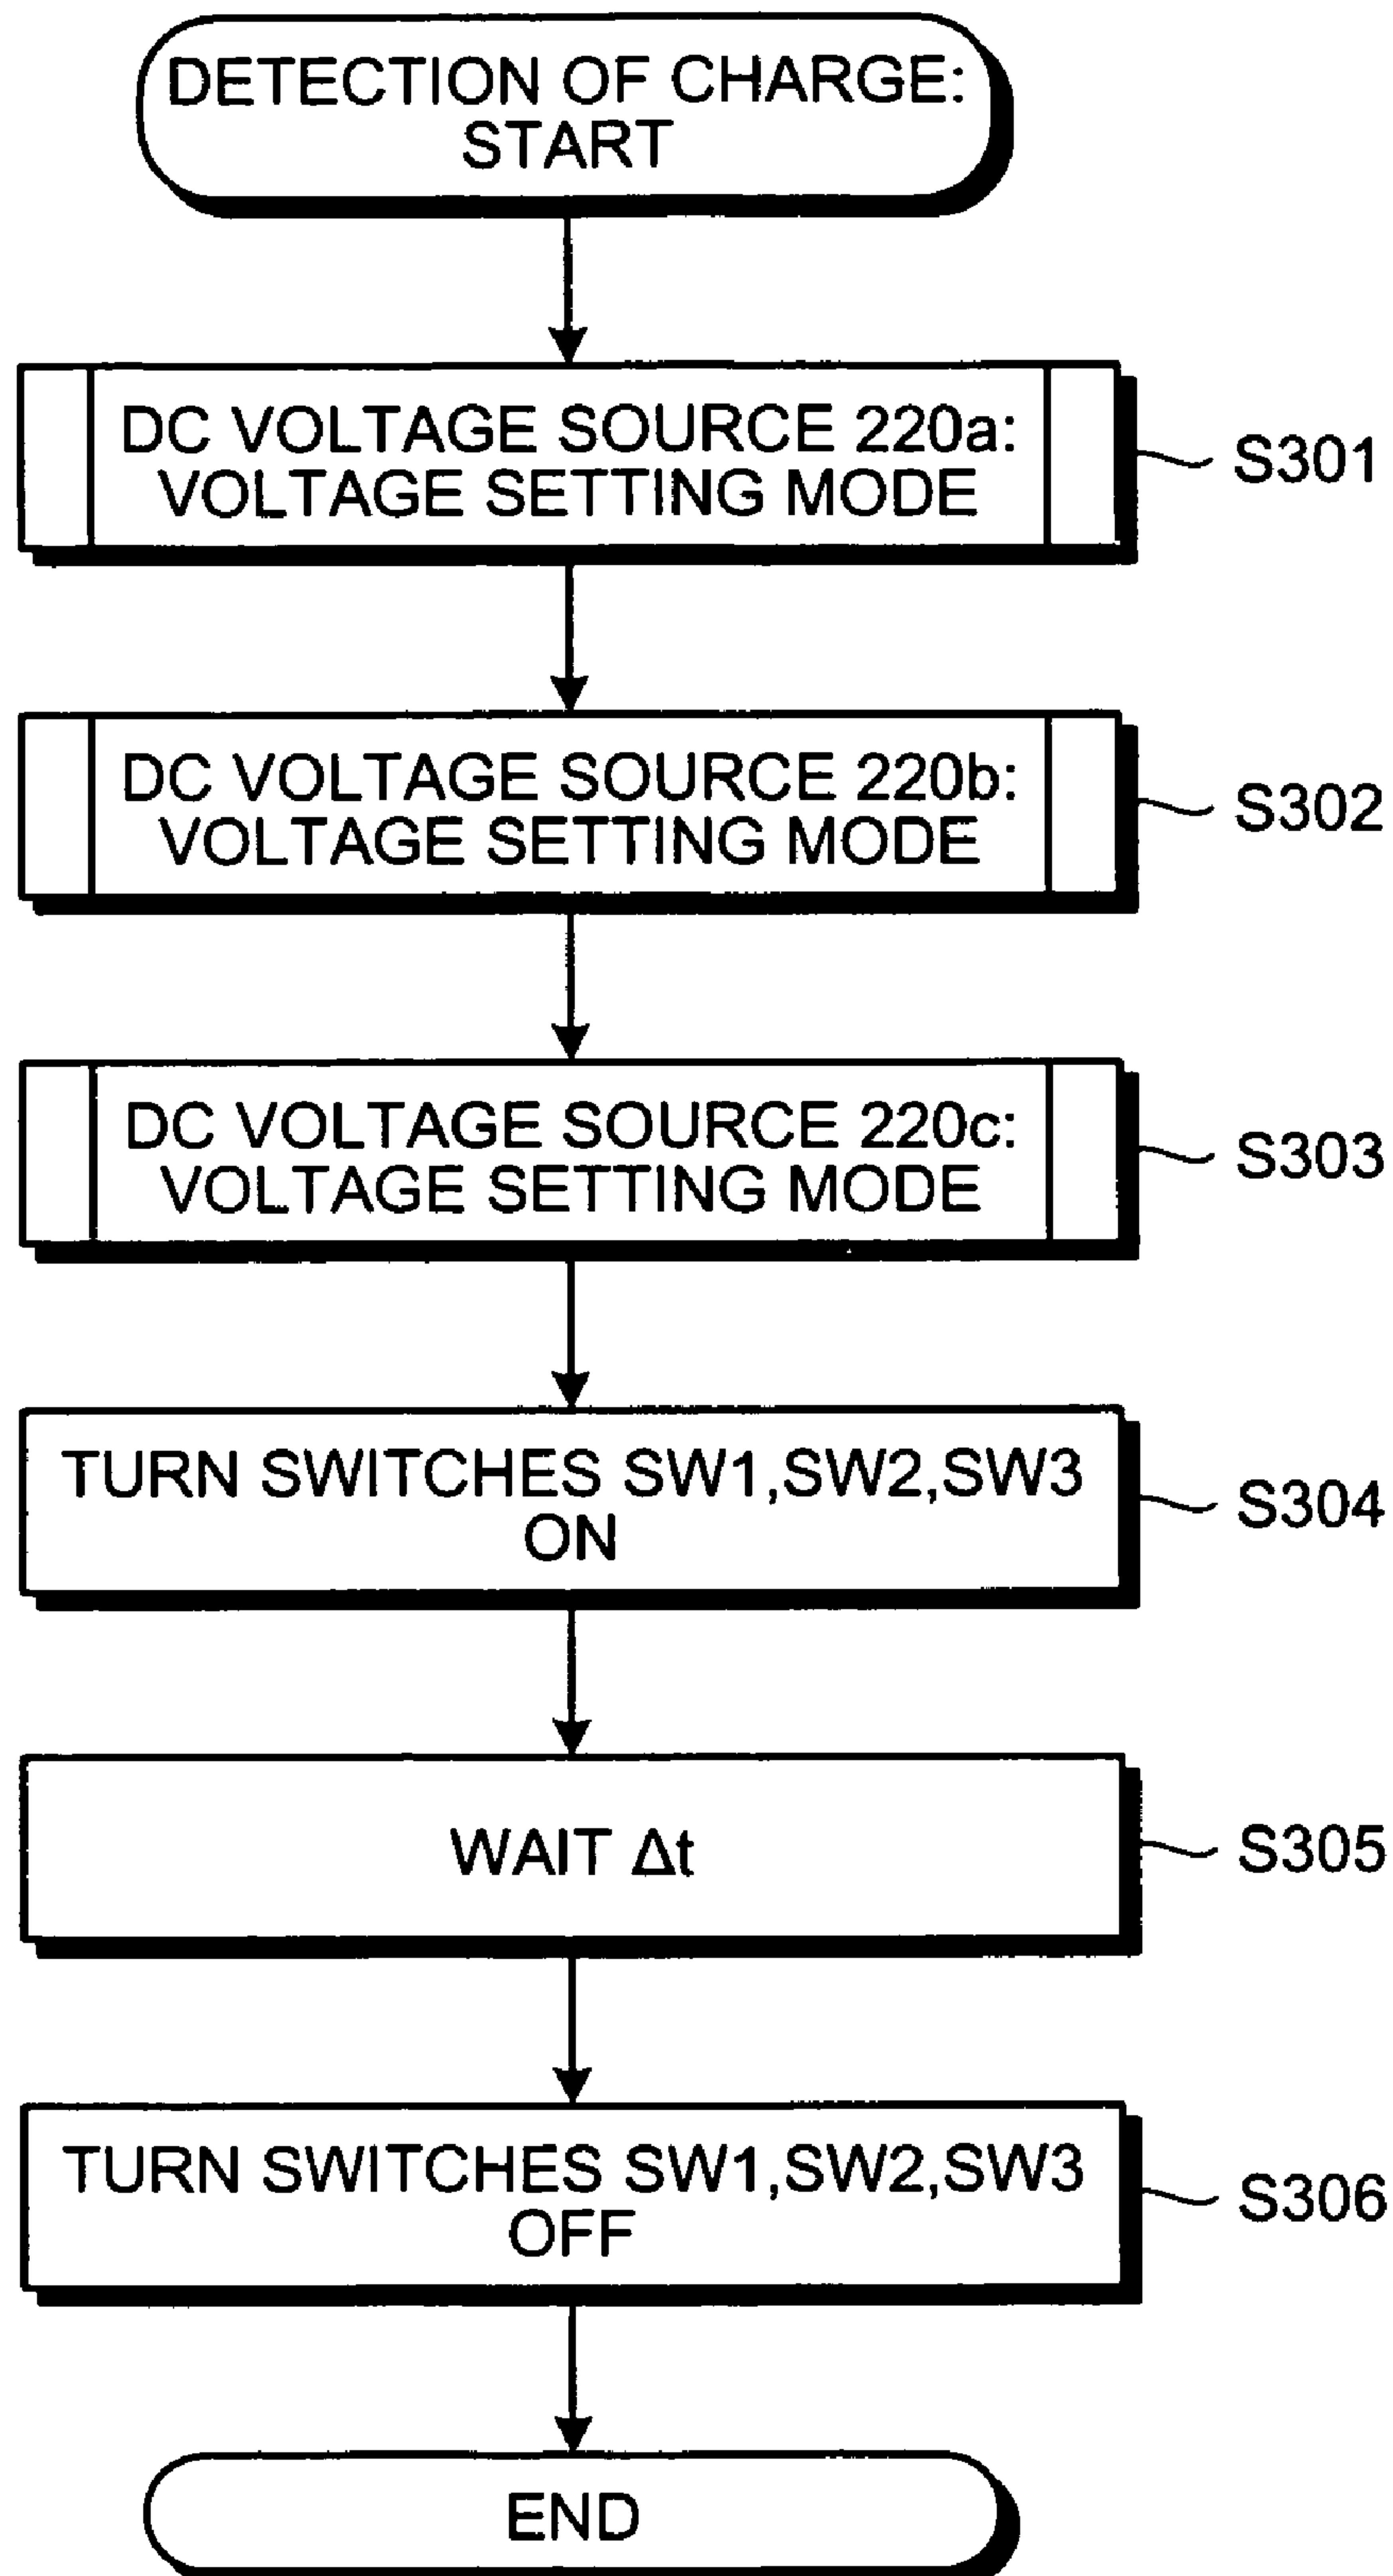 DETECTION OF CHARGE:
START
DC VOLTAGE SOURCE 220a:
VOLTAGE SETTING MODE
S301
DC VOLTAGE SOURCE 220b:
VOLTAGE SETTING MODE
S302
DC VOLTAGE SOURCE 220c:
VOLTAGE SETTING MODE
S303
TURN SWITCHES SW1,SW2,SW3
ON
S304
WAIT Δt
S305
TURN SWITCHES SW1,SW2,SW3
OFF
S306
END